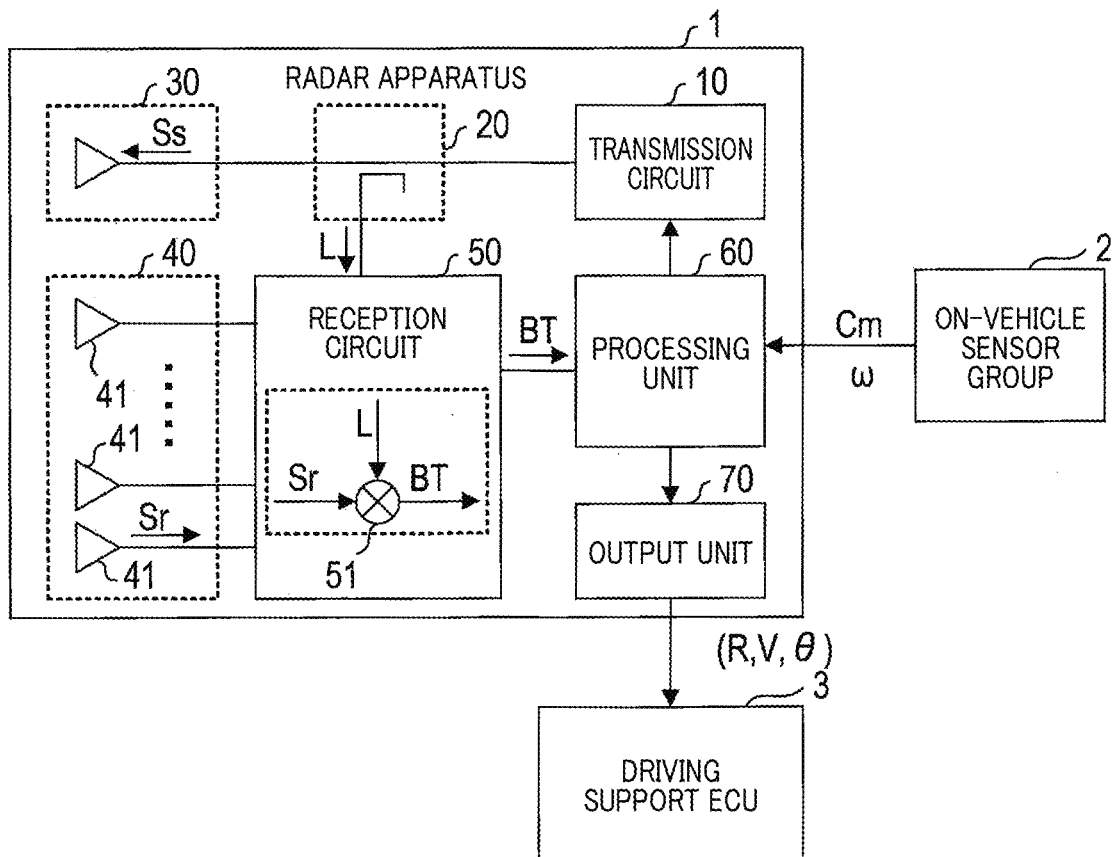 1
RADAR APPARATUS
30
Ss
20
10
TRANSMISSION
CIRCUIT
L
40
50
60
2
RECEPTION
CIRCUIT
BT
PROCESSING
UNIT
Cm
ω
ON-VEHICLE
SENSOR
GROUP
41
41
Sr
41
L
Sr
BT
51
70
OUTPUT UNIT
(R,V,θ)
3
DRIVING
SUPPORT ECU